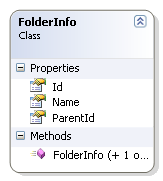 FolderInfo
Class
Properties
Id
Name
ParentId
Methods
FolderInfo (+ 1 o...